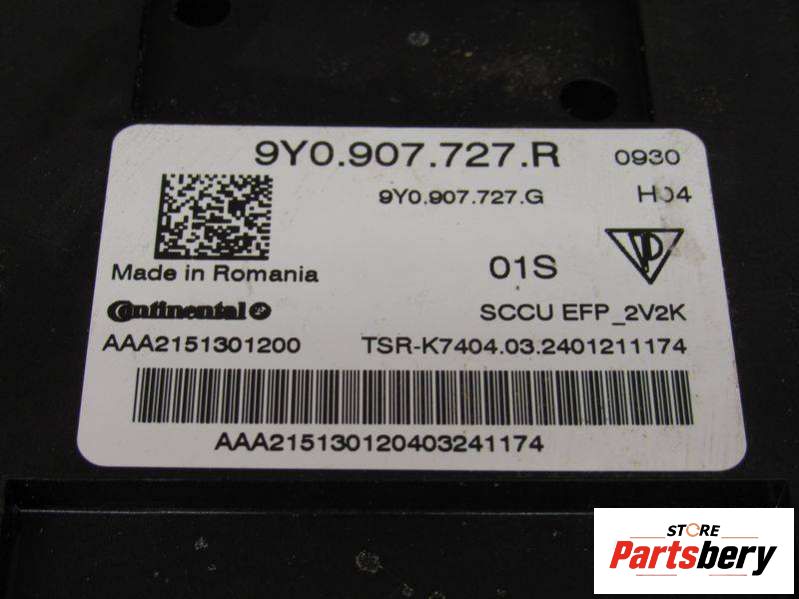 9Y0.907.727.R 0930
9Y0.907.727.G H04
Made in Romania 01S
Continental SCCU EFP_2V2K
AAA2151301200 TSR-K7404.03.2401211174
AAA215130120403241174
STORE
Partsbery